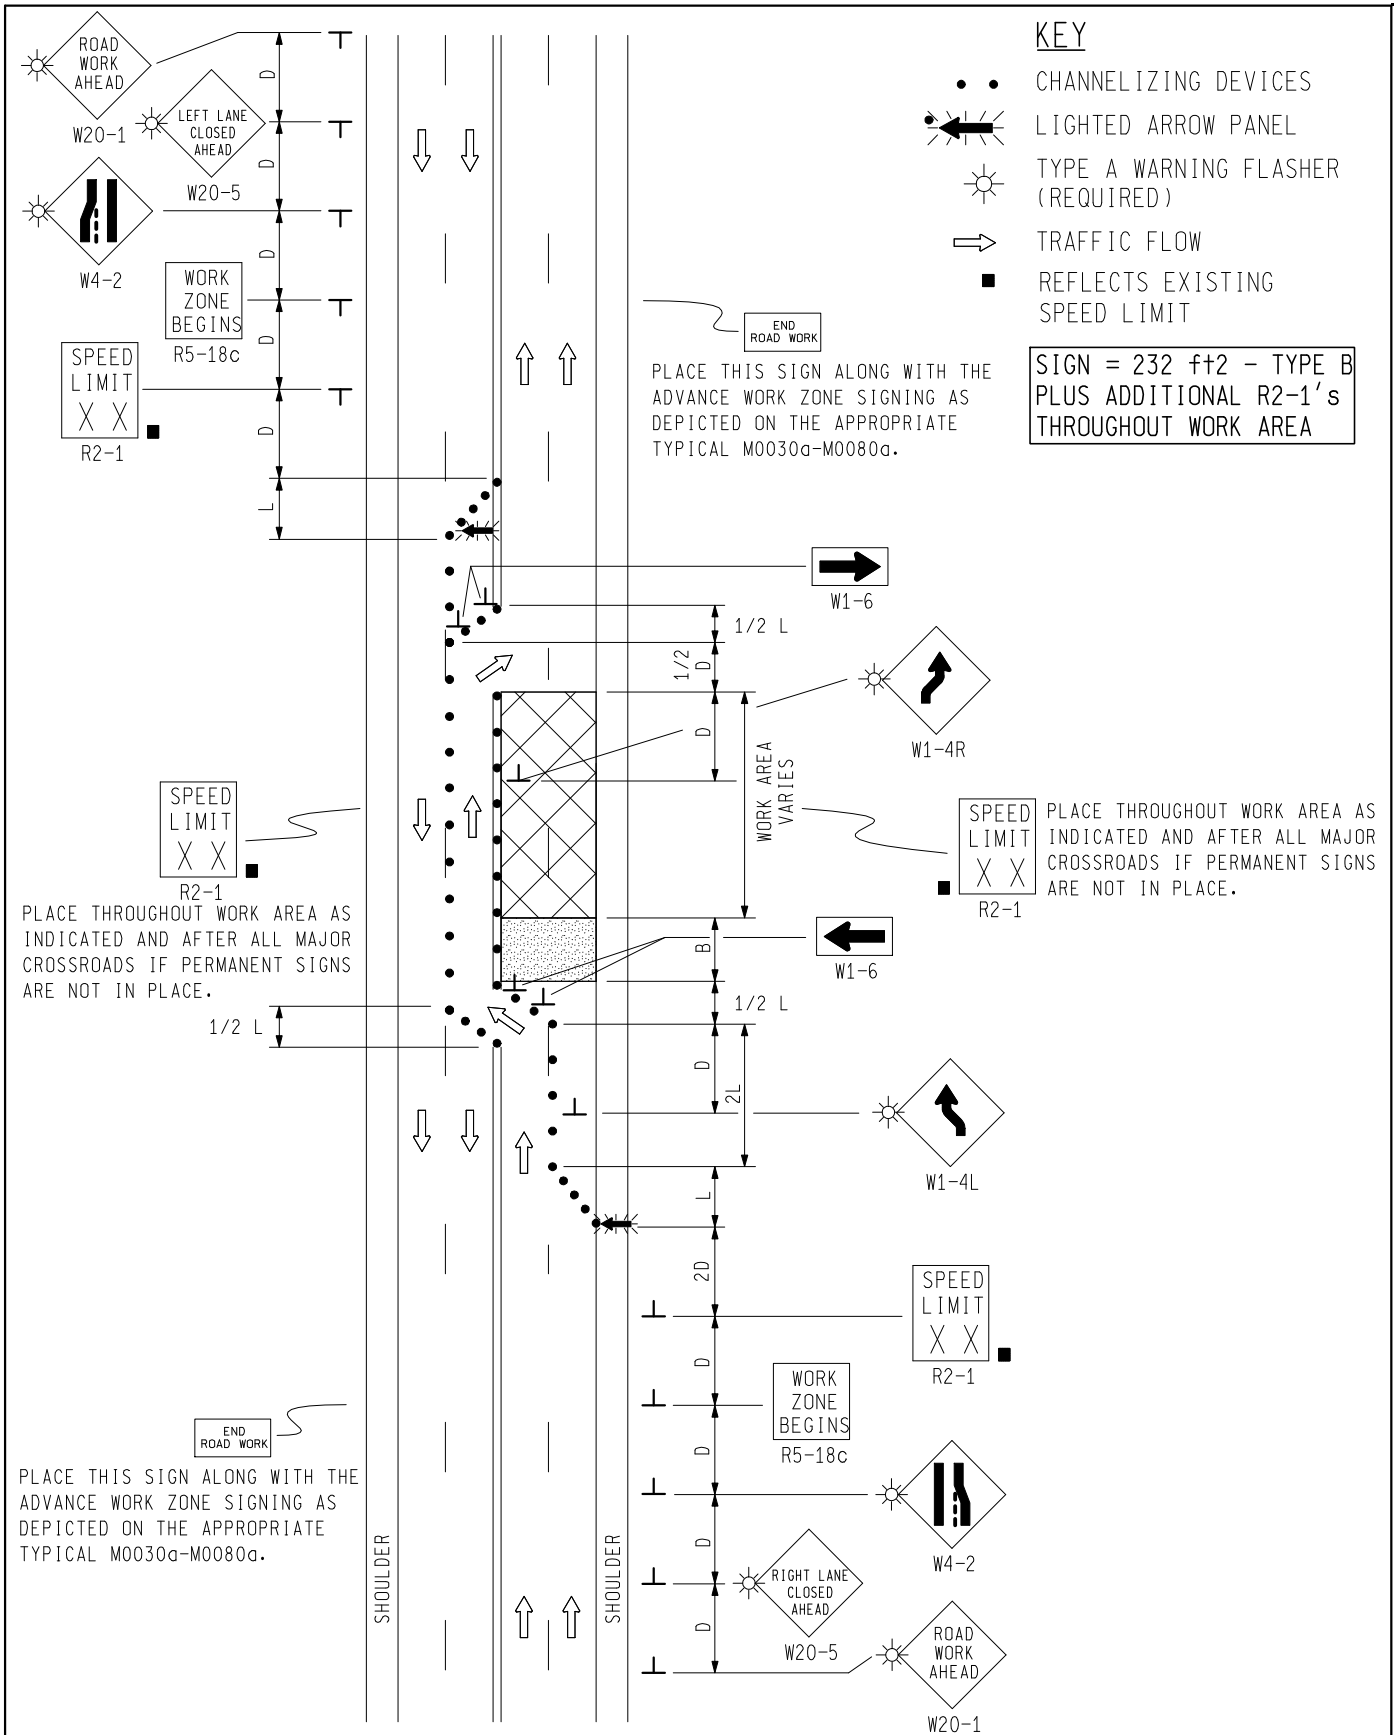 KEY
CHANNELIZING DEVICES
LIGHTED ARROW PANEL
TYPE A WARNING FLASHER
(REQUIRED)
TRAFFIC FLOW
REFLECTS EXISTING
SPEED LIMIT
SIGN = 232 ft2 - TYPE B
PLUS ADDITIONAL R2-1's
THROUGHOUT WORK AREA
ROAD
WORK
AHEAD
W20-1
D
LEFT LANE
CLOSED
AHEAD
W20-5
D
W4-2
D
WORK
ZONE
BEGINS
R5-18c
D
SPEED
LIMIT
X X
R2-1
D
L
END
ROAD WORK
PLACE THIS SIGN ALONG WITH THE
ADVANCE WORK ZONE SIGNING AS
DEPICTED ON THE APPROPRIATE
TYPICAL M0030a-M0080a.
W1-6
1/2 L
1/2
D
W1-4R
D
WORK AREA
VARIES
SPEED
LIMIT
X X
R2-1
PLACE THROUGHOUT WORK AREA AS
INDICATED AND AFTER ALL MAJOR
CROSSROADS IF PERMANENT SIGNS
ARE NOT IN PLACE.
SPEED
LIMIT
X X
R2-1
PLACE THROUGHOUT WORK AREA AS
INDICATED AND AFTER ALL MAJOR
CROSSROADS IF PERMANENT SIGNS
ARE NOT IN PLACE.
B
W1-6
1/2 L
1/2 L
D
2L
W1-4L
L
2D
SPEED
LIMIT
X X
R2-1
D
WORK
ZONE
BEGINS
R5-18c
D
W4-2
D
RIGHT LANE
CLOSED
AHEAD
W20-5
D
ROAD
WORK
AHEAD
W20-1
END
ROAD WORK
PLACE THIS SIGN ALONG WITH THE
ADVANCE WORK ZONE SIGNING AS
DEPICTED ON THE APPROPRIATE
TYPICAL M0030a-M0080a.
SHOULDER
SHOULDER